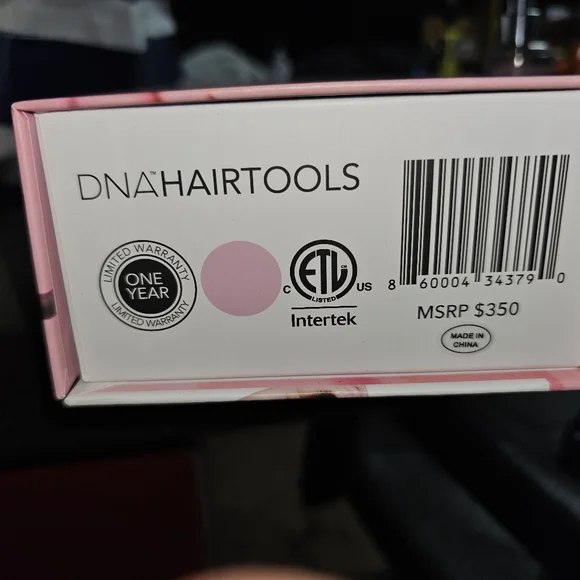 DNA™HAIRTOOLS
LIMITED WARRANTY
ONE
YEAR
LIMITED WARRANTY
C ETL CM US
LISTED
Intertek
8 60004 34379 0
MSRP $350
MADE IN
CHINA